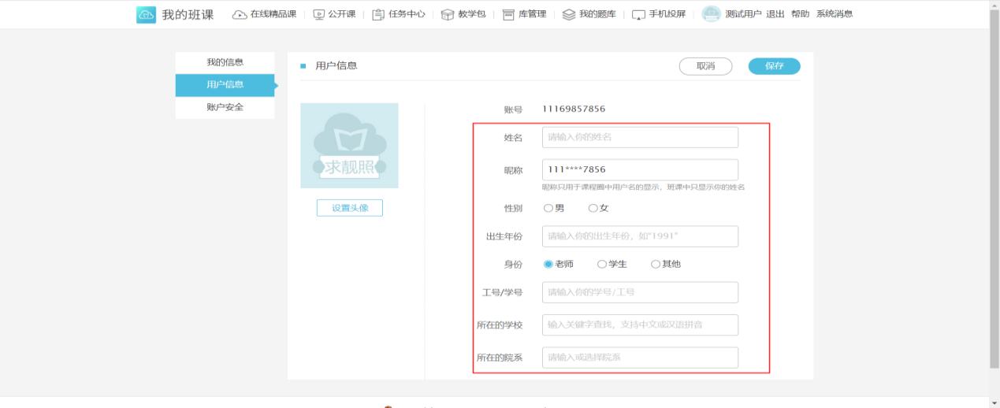 我的班课 在线精品课 公开课 任务中心 教学包 库管理 我的题库 手机投屏 测试用户 退出 帮助 系统消息
我的信息
用户信息
账户安全
用户信息 取消 保存
求靓照
设置头像
账号 11169857856
姓名 请输入你的姓名
昵称 111****7856
昵称只用于课程圈中用户名的显示，班课中只显示你的姓名
性别 男 女
出生年份 请输入你的出生年份，如“1991”
身份 老师 学生 其他
工号/学号 请输入你的学号/工号
所在的学校 输入关键字查找，支持中文或汉语拼音
所在的院系 请输入或选择院系